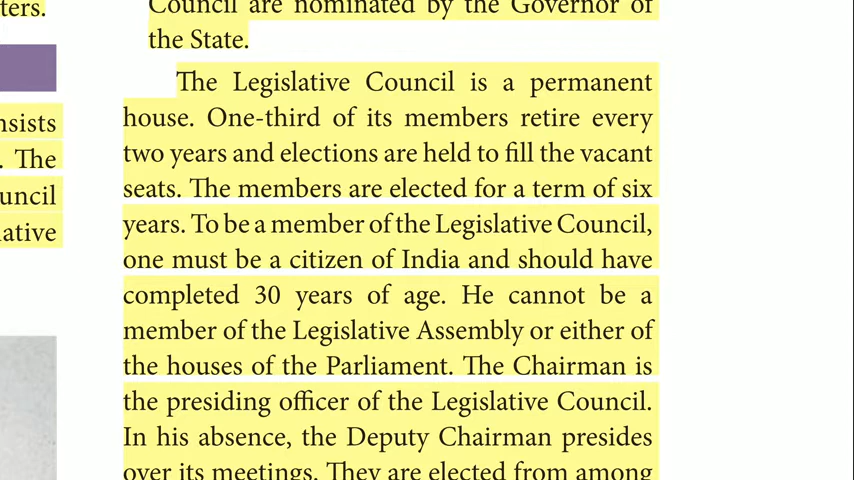 ters.
nsists
. The
uncil
lative
Council are nominated by the Governor of
the State.
The Legislative Council is a permanent
house. One-third of its members retire every
two years and elections are held to fill the vacant
seats. The members are elected for a term of six
years. To be a member of the Legislative Council,
one must be a citizen of India and should have
completed 30 years of age. He cannot be a
member of the Legislative Assembly or either of
the houses of the Parliament. The Chairman is
the presiding officer of the Legislative Council.
In his absence, the Deputy Chairman presides
over its meetings. They are elected from among